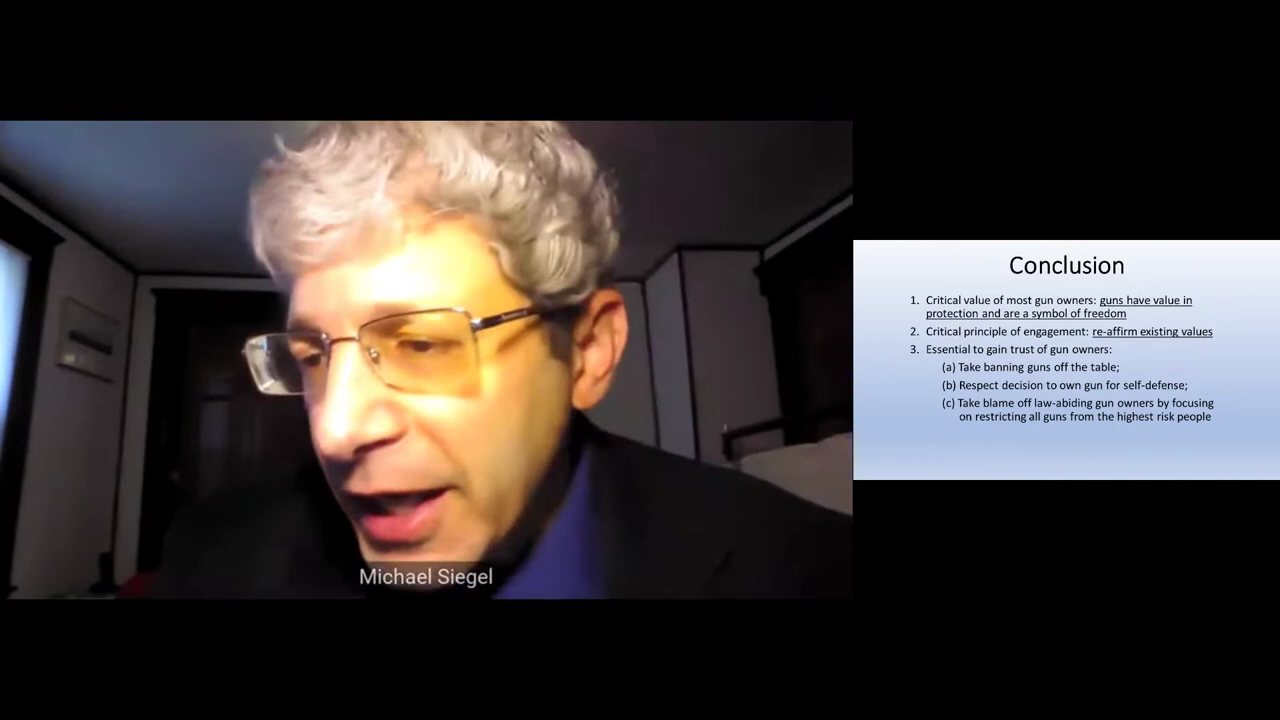 Michael Siegel
Conclusion
1. Critical value of most gun owners: guns have value in
protection and are a symbol of freedom
2. Critical principle of engagement: re-affirm existing values
3. Essential to gain trust of gun owners:
(a) Take banning guns off the table;
(b) Respect decision to own gun for self-defense;
(c) Take blame off law-abiding gun owners by focusing
on restricting all guns from the highest risk people